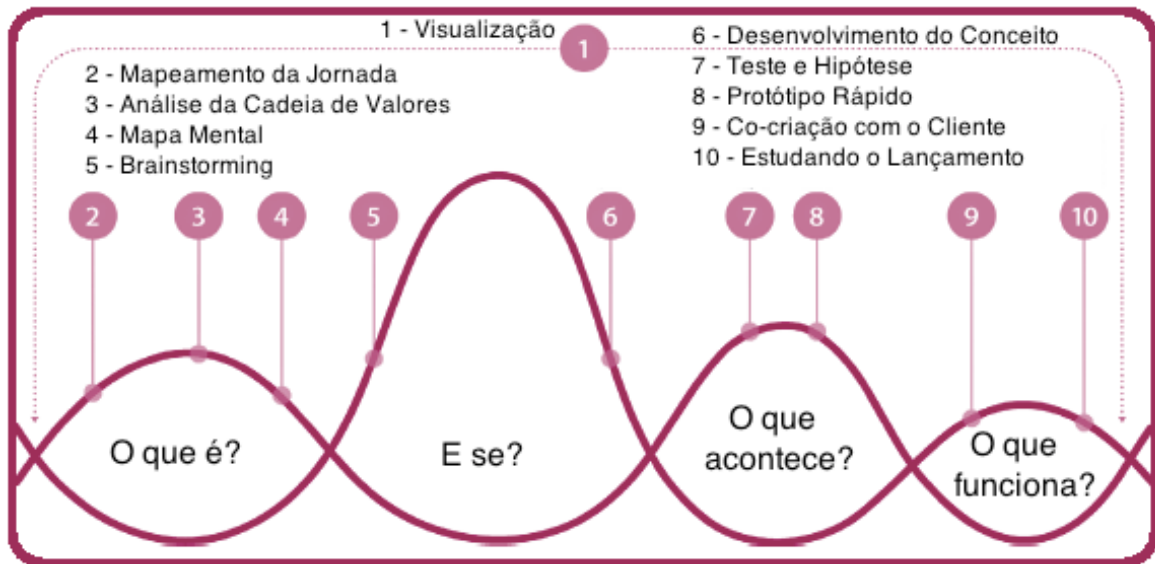 1 - Visualização
1
2 - Mapeamento da Jornada
3 - Análise da Cadeia de Valores
4 - Mapa Mental
5 - Brainstorming
6 - Desenvolvimento do Conceito
7 - Teste e Hipótese
8 - Protótipo Rápido
9 - Co-criação com o Cliente
10 - Estudando o Lançamento
2
3
4
5
6
7
8
9
10
O que é?
E se?
O que
acontece?
O que
funciona?